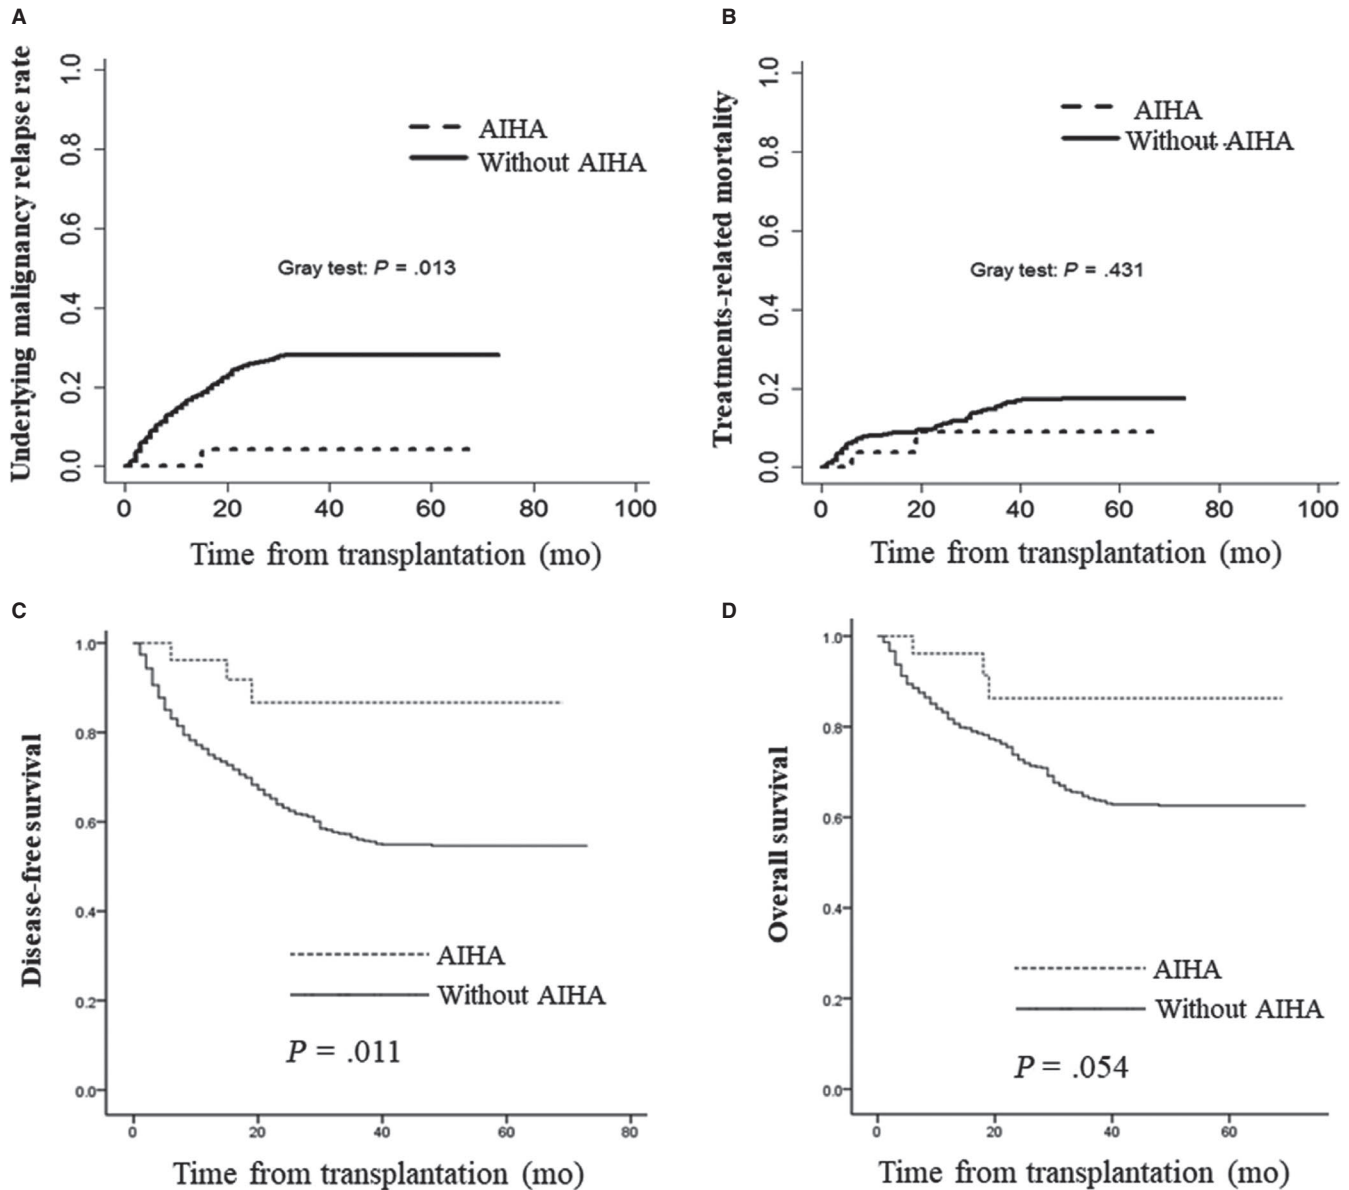 A
Underlying malignancy relapse rate
1.0
0.8
0.6
0.4
0.2
0.0
AIHA
Without AIHA
Gray test: P = .013
0 20 40 60 80 100
Time from transplantation (mo)
B
Treatments-related mortality
1.0
0.8
0.6
0.4
0.2
0.0
AIHA
Without AIHA
Gray test: P = .431
0 20 40 60 80 100
Time from transplantation (mo)
C
Disease-free survival
1.0
0.8
0.6
0.4
0.2
0.0
AIHA
Without AIHA
P = .011
0 20 40 60 80
Time from transplantation (mo)
D
Overall survival
1.0
0.8
0.6
0.4
0.2
0.0
AIHA
Without AIHA
P = .054
0 20 40 60
Time from transplantation (mo)